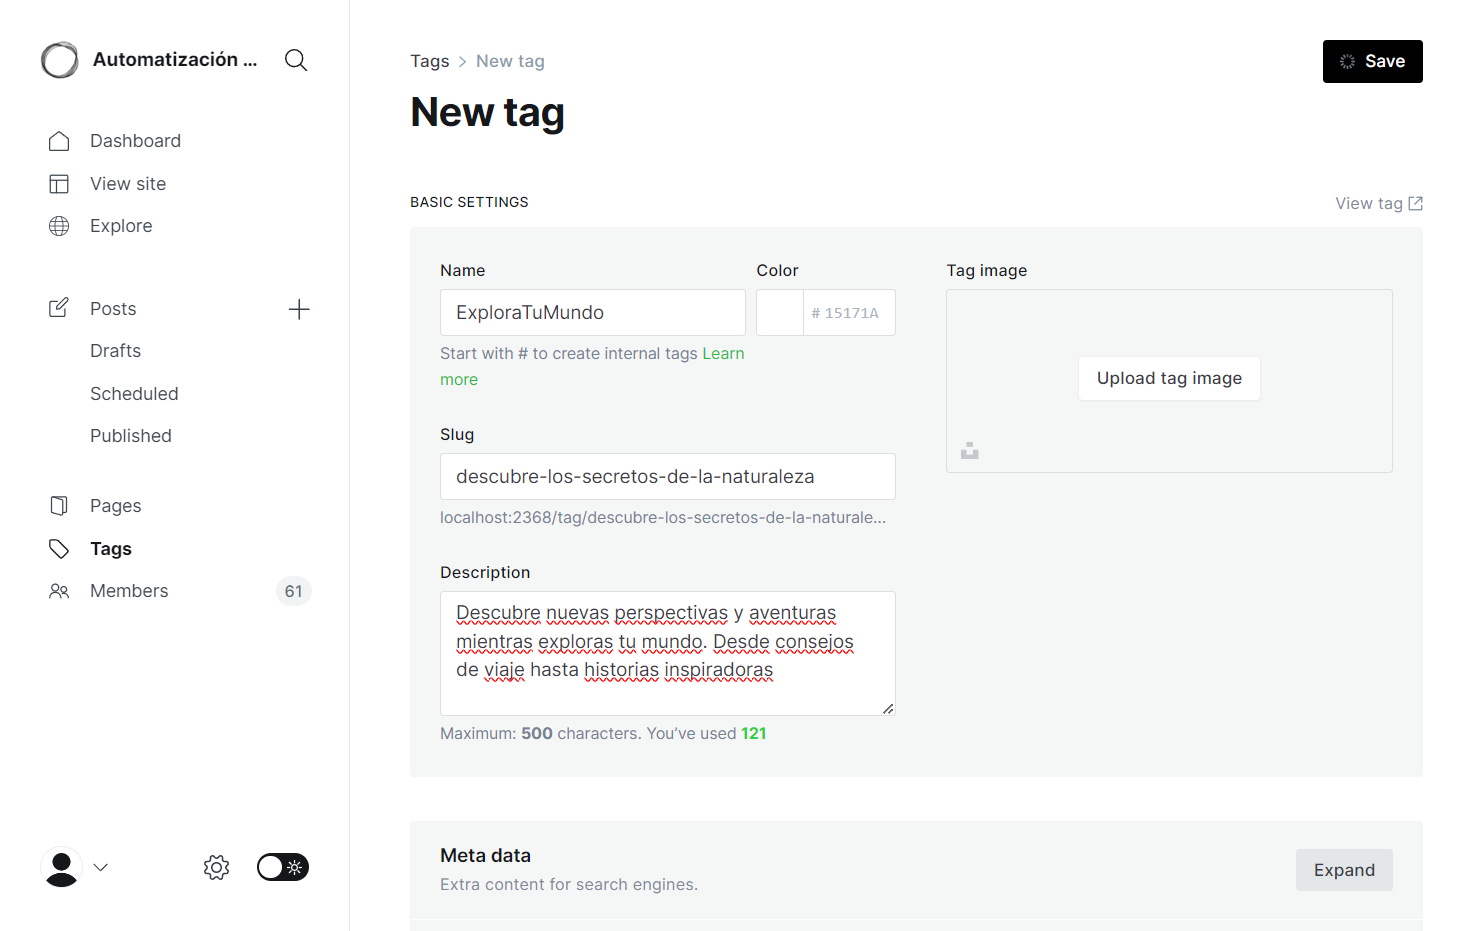 Automatización ...
Dashboard
View site
Explore
Posts
Drafts
Scheduled
Published
Pages
Tags
Members
61
Tags > New tag
Save
New tag
BASIC SETTINGS
View tag
Name
ExploraTuMundo
Start with # to create internal tags Learn
more
Color
# 15171A
Slug
descubre-los-secretos-de-la-naturaleza
localhost:2368/tag/descubre-los-secretos-de-la-naturale...
Description
Descubre nuevas perspectivas y aventuras
mientras exploras tu mundo. Desde consejos
de viaje hasta historias inspiradoras
Maximum: 500 characters. You’ve used 121
Tag image
Upload tag image
Meta data
Extra content for search engines.
Expand